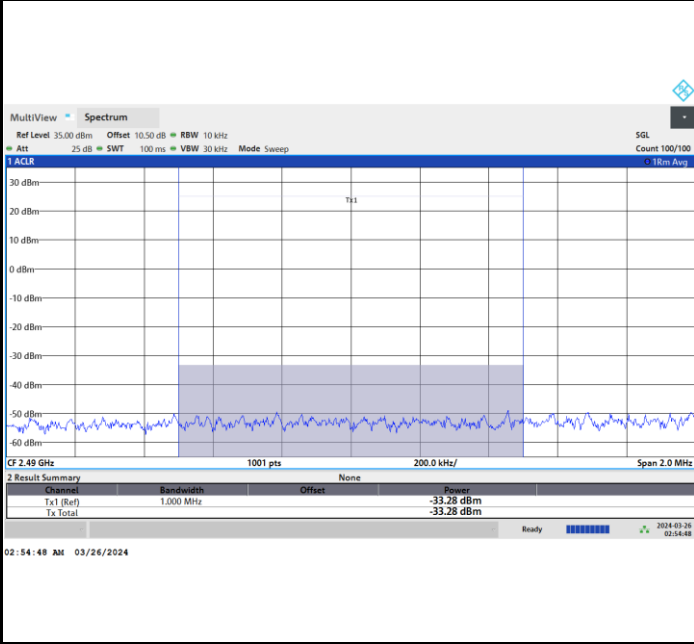 MultiView Spectrum
Ref Level 35.00 dBm Offset 10.50 dB RBW 10 kHz SGL
Att 25 dB SWT 100 ms VBW 30 kHz Mode Sweep Count 100/100
1 ACLR 1Rm Avg
30 dBm
Tx1
20 dBm
10 dBm
0 dBm
-10 dBm
-20 dBm
-30 dBm
-40 dBm
-50 dBm
-60 dBm
CF 2.49 GHz 1001 pts 200.0 kHz/ Span 2.0 MHz
2 Result Summary None
Channel Bandwidth Offset Power
Tx1 (Ref) 1.000 MHz -33.28 dBm
Tx Total -33.28 dBm
Ready 2024-03-26
02:54:48
02:54:48 AM 03/26/2024